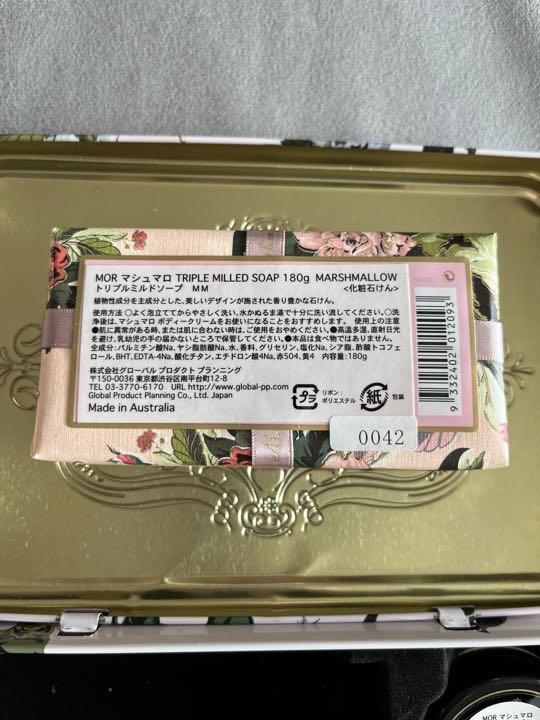 MOR マシュマロ TRIPLE MILLED SOAP 180g MARSHMALLOW
トリプルミルドソープ ＭＭ <化粧石けん>
植物性成分を主成分とした、美しいデザインが施された香り豊かな石けん。
使用方法 ○よく泡立ててからやさしく洗い、水かぬるま湯で十分に洗い流してください。○洗
浄後は、マシュマロ ボディークリームをお使いになることをおすすめします。 使用上の注意
●肌に異常がある時、または肌に合わない時は、ご使用をおやめください。●高温多湿、直射日光
を避け、乳幼児の手の届かないところで保管してください。●本品は食べ物ではありません。
全成分：パルミチン酸Na、ヤシ脂肪酸Na、水、香料、グリセリン、塩化Na、シア脂、酢酸トコフェ
ロール、BHT、EDTA-4Na、酸化チタン、エチドロン酸4Na、赤504、黄4 内容量：180g
株式会社 グローバル プロダクト プランニング
〒150-0036 東京都渋谷区南平台町12-8
TEL 03-3770-6170 URL http://www.global-pp.com/
Global Product Planning Co., Ltd. Japan
Made in Australia
プラ
リボン：
ポリエステル
紙
包装
9 332402 012093
0042
MOR マシュマロ